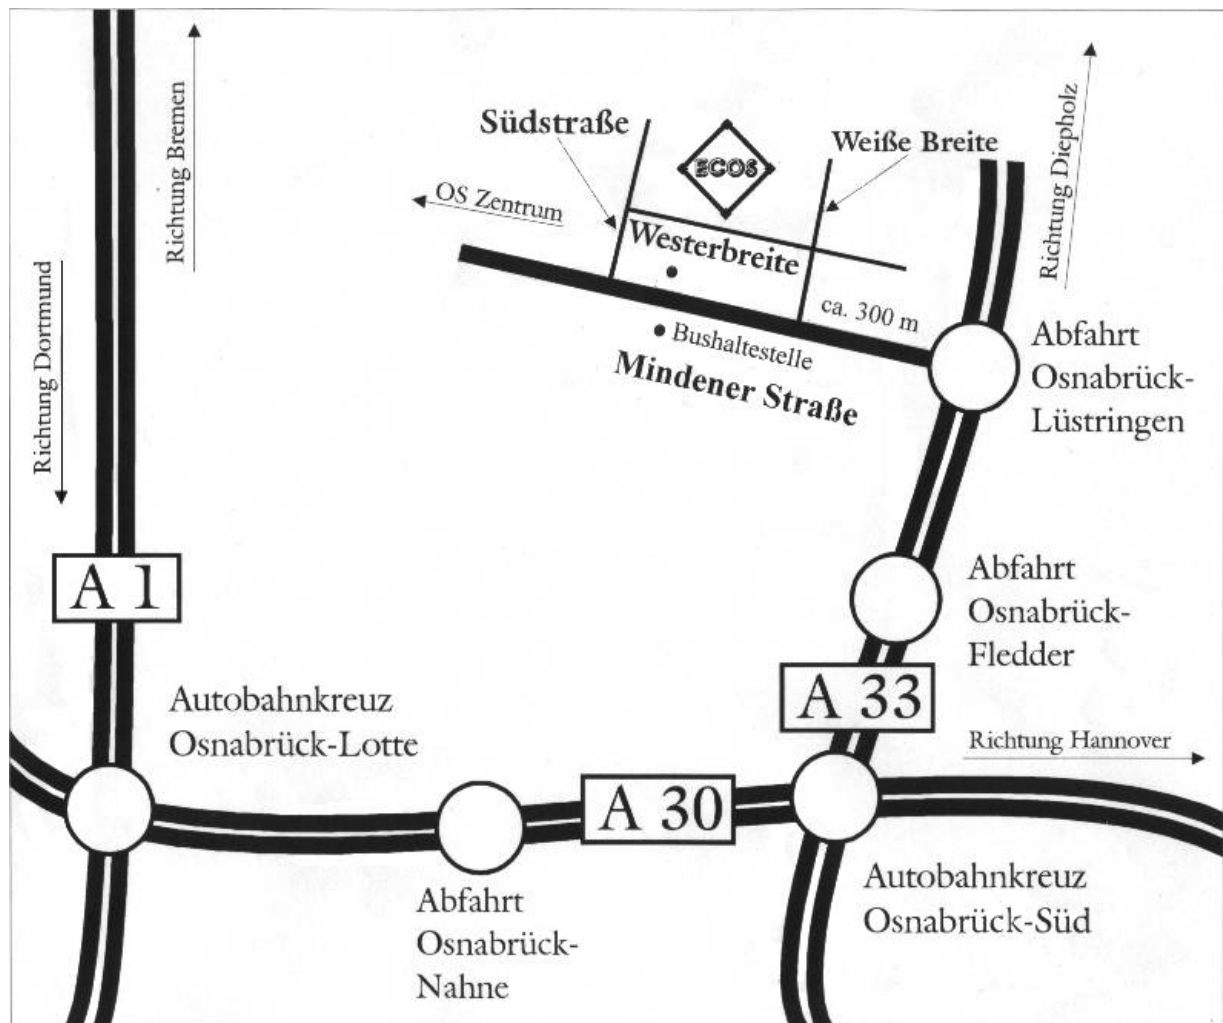 Richtung Bremen
Richtung Dortmund
Südstraße
ECOS
Weiße Breite
OS Zentrum
Westerbreite
ca. 300 m
Bushaltestelle
Mindener Straße
Richtung Diepholz
Abfahrt
Osnabrück-
Lüstringen
A 1
Abfahrt
Osnabrück-
Fledder
A 33
Autobahnkreuz
Osnabrück-Lotte
Richtung Hannover
A 30
Autobahnkreuz
Osnabrück-Süd
Abfahrt
Osnabrück-
Nahne